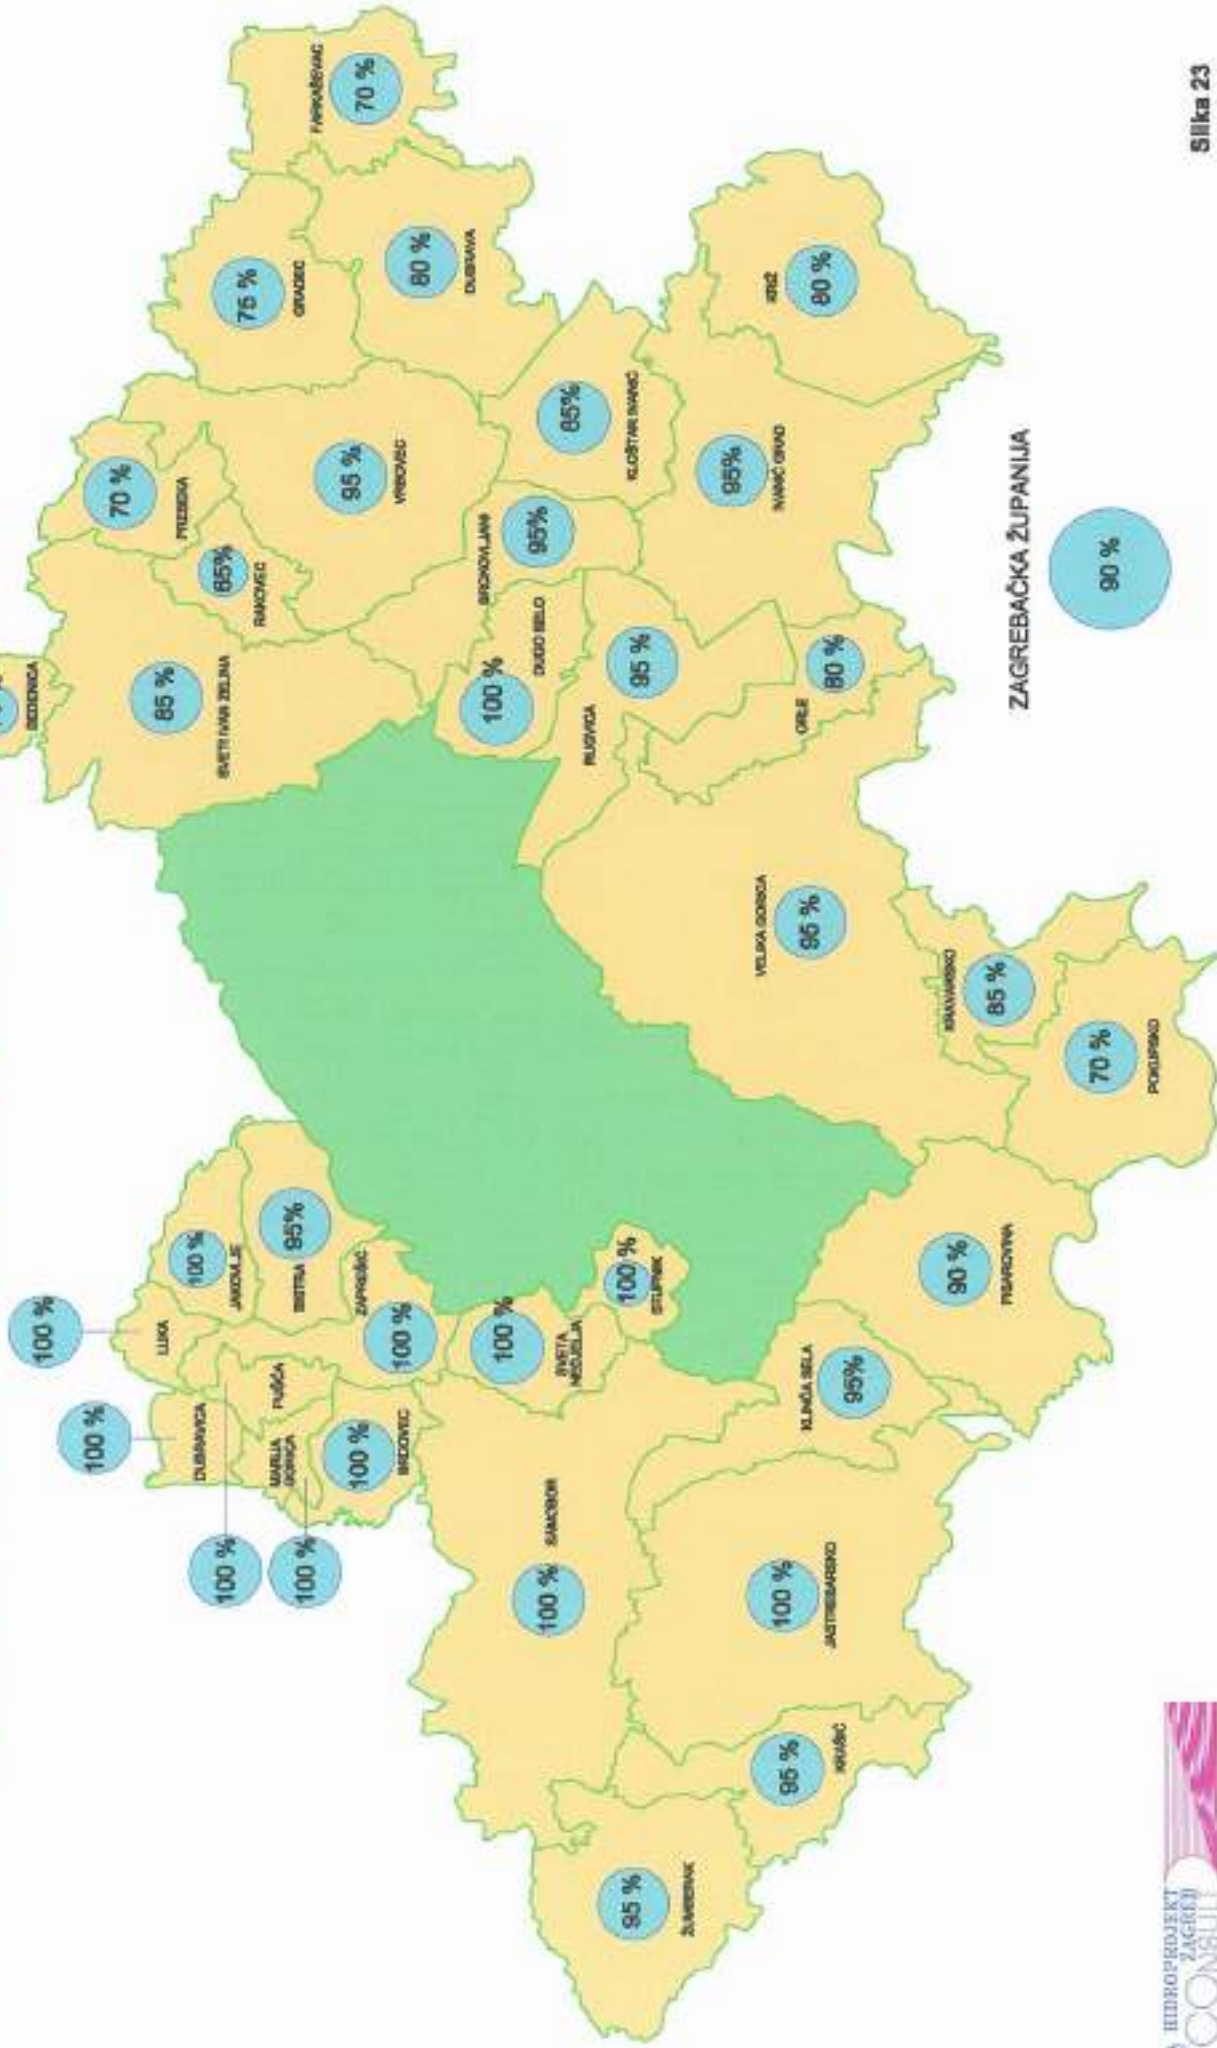 100 %
LUKA
100 %
DUBRAVICA
100 %
JAKOVLJE
95%
BISTRA
ZAPREŠIĆ
100 %
PUŠĆA
MARIJA
GORICA
100 %
BRDOVEC
100 %
100 %
100 %
SVETA
NEDJELJA
100 %
STUPNIK
SAMOBOR
100 %
95%
KLINČA SELA
100 %
JASTREBARSKO
95 %
KRAŠIĆ
95 %
ŽUMBERAK
90 %
PISAROVINA
70 %
POKUPSKO
KRAVARSKO
85 %
VELIKA GORICA
95 %
BEDENICA
85 %
SVETI IVAN ZELINA
65%
RAKOVEC
70 %
PRESEKA
95 %
VRBOVEC
75 %
GRADEC
FARKAŠEVAC
70 %
80 %
DUBRAVA
BRCKOVLJANI
95%
100 %
DUGO SELO
RUGVICA
95 %
ORLE
80 %
85%
KLOŠTAR IVANIĆ
95%
IVANIĆ GRAD
KRIŽ
80 %
ZAGREBAČKA ŽUPANIJA
90 %
Slika 23
HIDROPROJEKT
ZAGREB
CONSULT